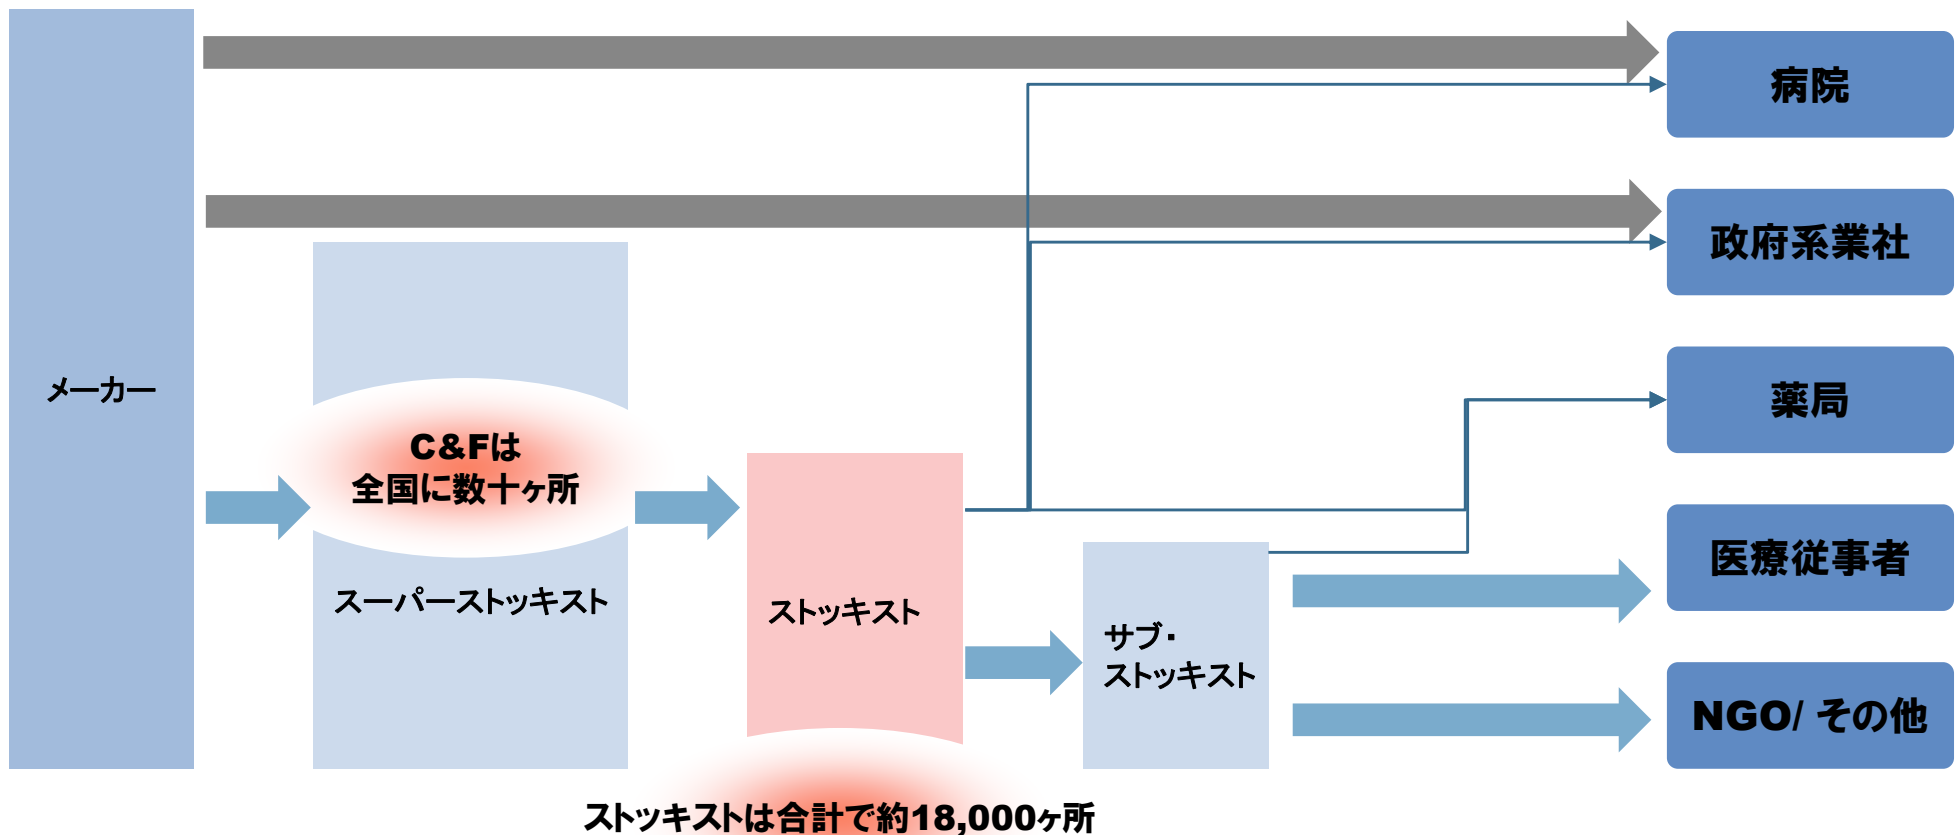 メーカー
C&Fは
全国に数十ヶ所
スーパーストッキスト
ストッキスト
サブ・
ストッキスト
ストッキストは合計で約18,000ヶ所
病院
政府系業社
薬局
医療従事者
NGO/ その他